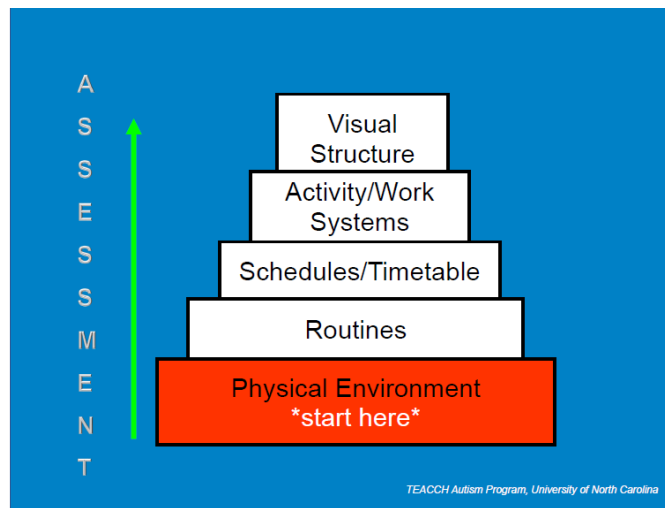 A
S
S
E
S
S
M
E
N
T
Visual
Structure
Activity/Work
Systems
Schedules/Timetable
Routines
Physical Environment
*start here*
TEACCH Autism Program, University of North Carolina